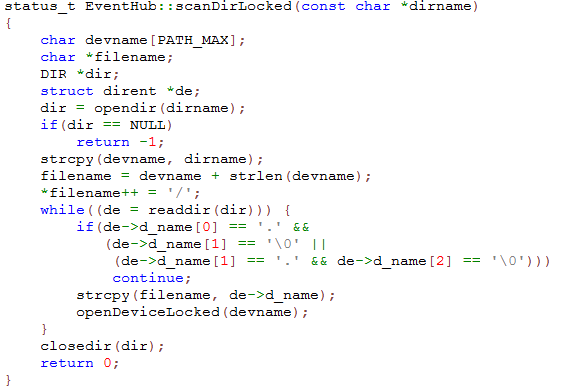 status_t EventHub::scanDirLocked(const char *dirname)
{
    char devname[PATH_MAX];
    char *filename;
    DIR *dir;
    struct dirent *de;
    dir = opendir(dirname);
    if(dir == NULL)
        return -1;
    strcpy(devname, dirname);
    filename = devname + strlen(devname);
    *filename++ = '/';
    while((de = readdir(dir))) {
        if(de->d_name[0] == '.' &&
           (de->d_name[1] == '\0' ||
            (de->d_name[1] == '.' && de->d_name[2] == '\0')))
            continue;
        strcpy(filename, de->d_name);
        openDeviceLocked(devname);
    }
    closedir(dir);
    return 0;
}